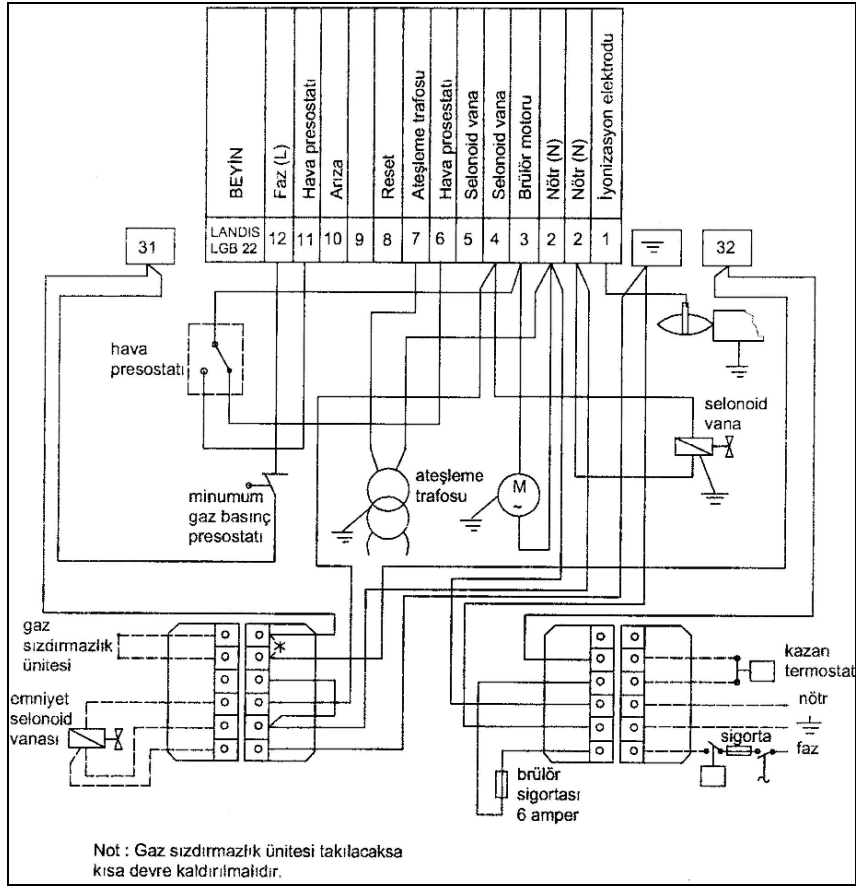 BEYİN
Faz (L)
Hava presostatı
Arıza
Reset
Ateşleme trafosu
Hava prosestatı
Selonoid vana
Selonoid vana
Brülör motoru
Nötr (N)
Nötr (N)
İyonizasyon elektrodu
LANDIS
LGB 22
12
11
10
9
8
7
6
5
4
3
2
2
1
31
32
hava
presostatı
selonoid
vana
minumum
gaz basınç
presostatı
ateşleme
trafosu
M
~
gaz
sızdırmazlık
ünitesi
emniyet
selonoid
vanası
kazan
termostat
nötr
sigorta
faz
brülör
sigortası
6 amper
Not : Gaz sızdırmazlık ünitesi takılacaksa
kısa devre kaldırılmalıdır.